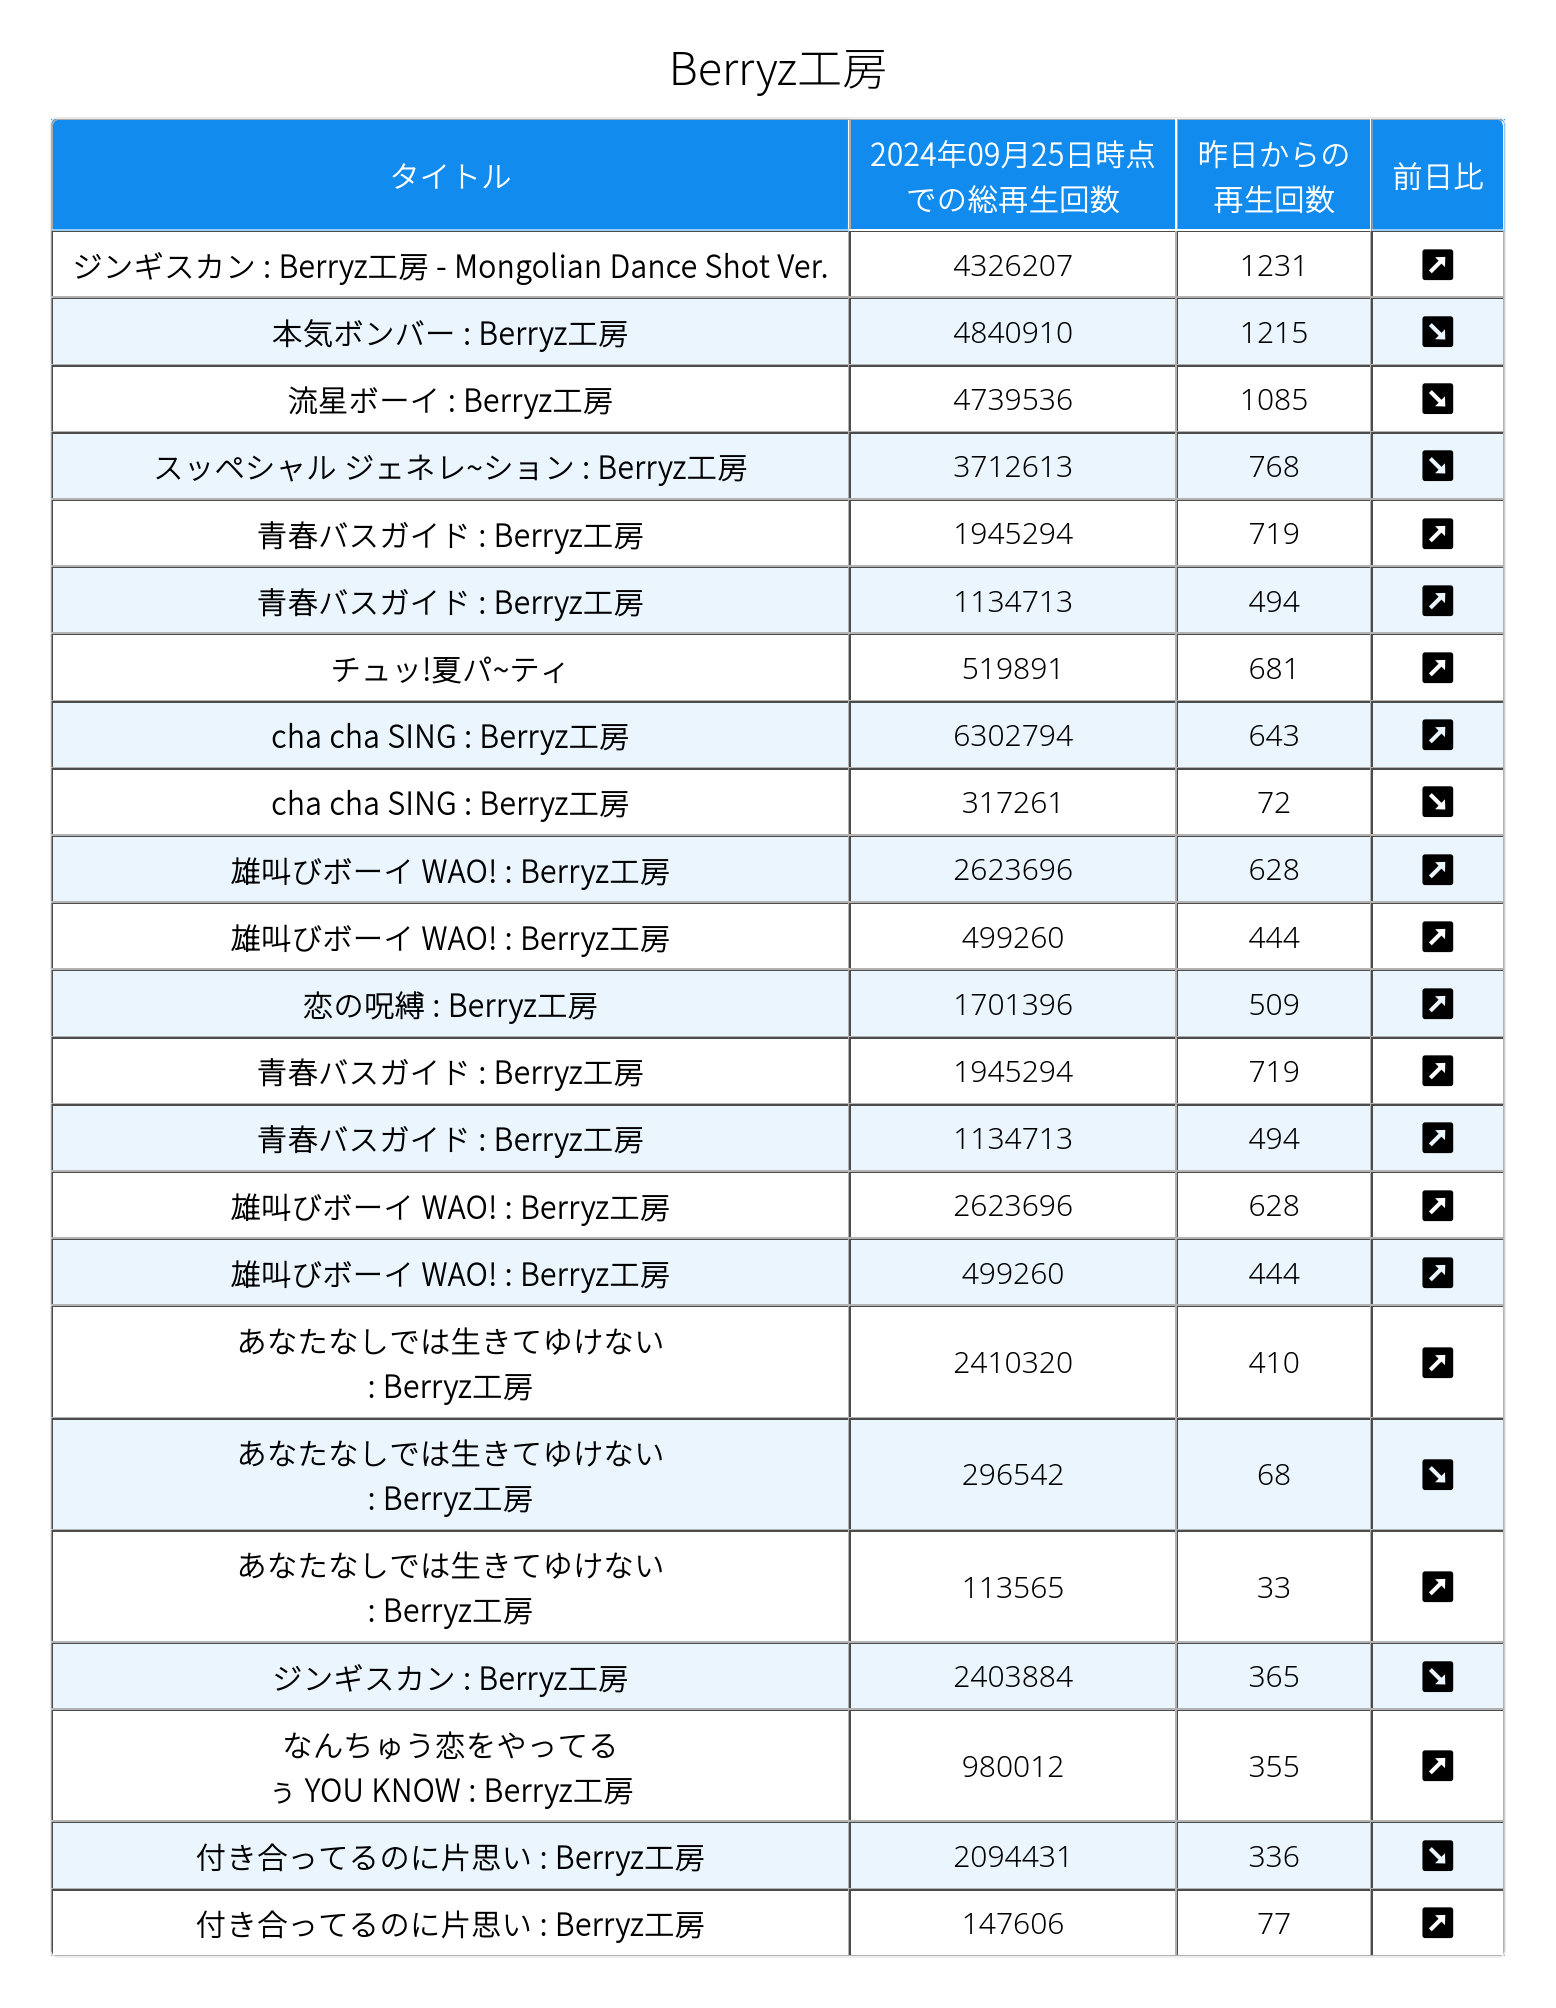 Berryz工房
タイトル
2024年09月25日時点
での総再生回数
昨日からの
再生回数
前日比
ジンギスカン : Berryz工房 - Mongolian Dance Shot Ver. 4326207 1231
本気ボンバー : Berryz工房 4840910 1215
流星ボーイ : Berryz工房 4739536 1085
スッペシャル ジェネレ~ション : Berryz工房 3712613 768
青春バスガイド : Berryz工房 1945294 719
青春バスガイド : Berryz工房 1134713 494
チュッ!夏パ~ティ 519891 681
cha cha SING : Berryz工房 6302794 643
cha cha SING : Berryz工房 317261 72
雄叫びボーイ WAO! : Berryz工房 2623696 628
雄叫びボーイ WAO! : Berryz工房 499260 444
恋の呪縛 : Berryz工房 1701396 509
青春バスガイド : Berryz工房 1945294 719
青春バスガイド : Berryz工房 1134713 494
雄叫びボーイ WAO! : Berryz工房 2623696 628
雄叫びボーイ WAO! : Berryz工房 499260 444
あなたなしでは生きてゆけない
: Berryz工房 2410320 410
あなたなしでは生きてゆけない
: Berryz工房 296542 68
あなたなしでは生きてゆけない
: Berryz工房 113565 33
ジンギスカン : Berryz工房 2403884 365
なんちゅう恋をやってる
ぅ YOU KNOW : Berryz工房 980012 355
付き合ってるのに片思い : Berryz工房 2094431 336
付き合ってるのに片思い : Berryz工房 147606 77